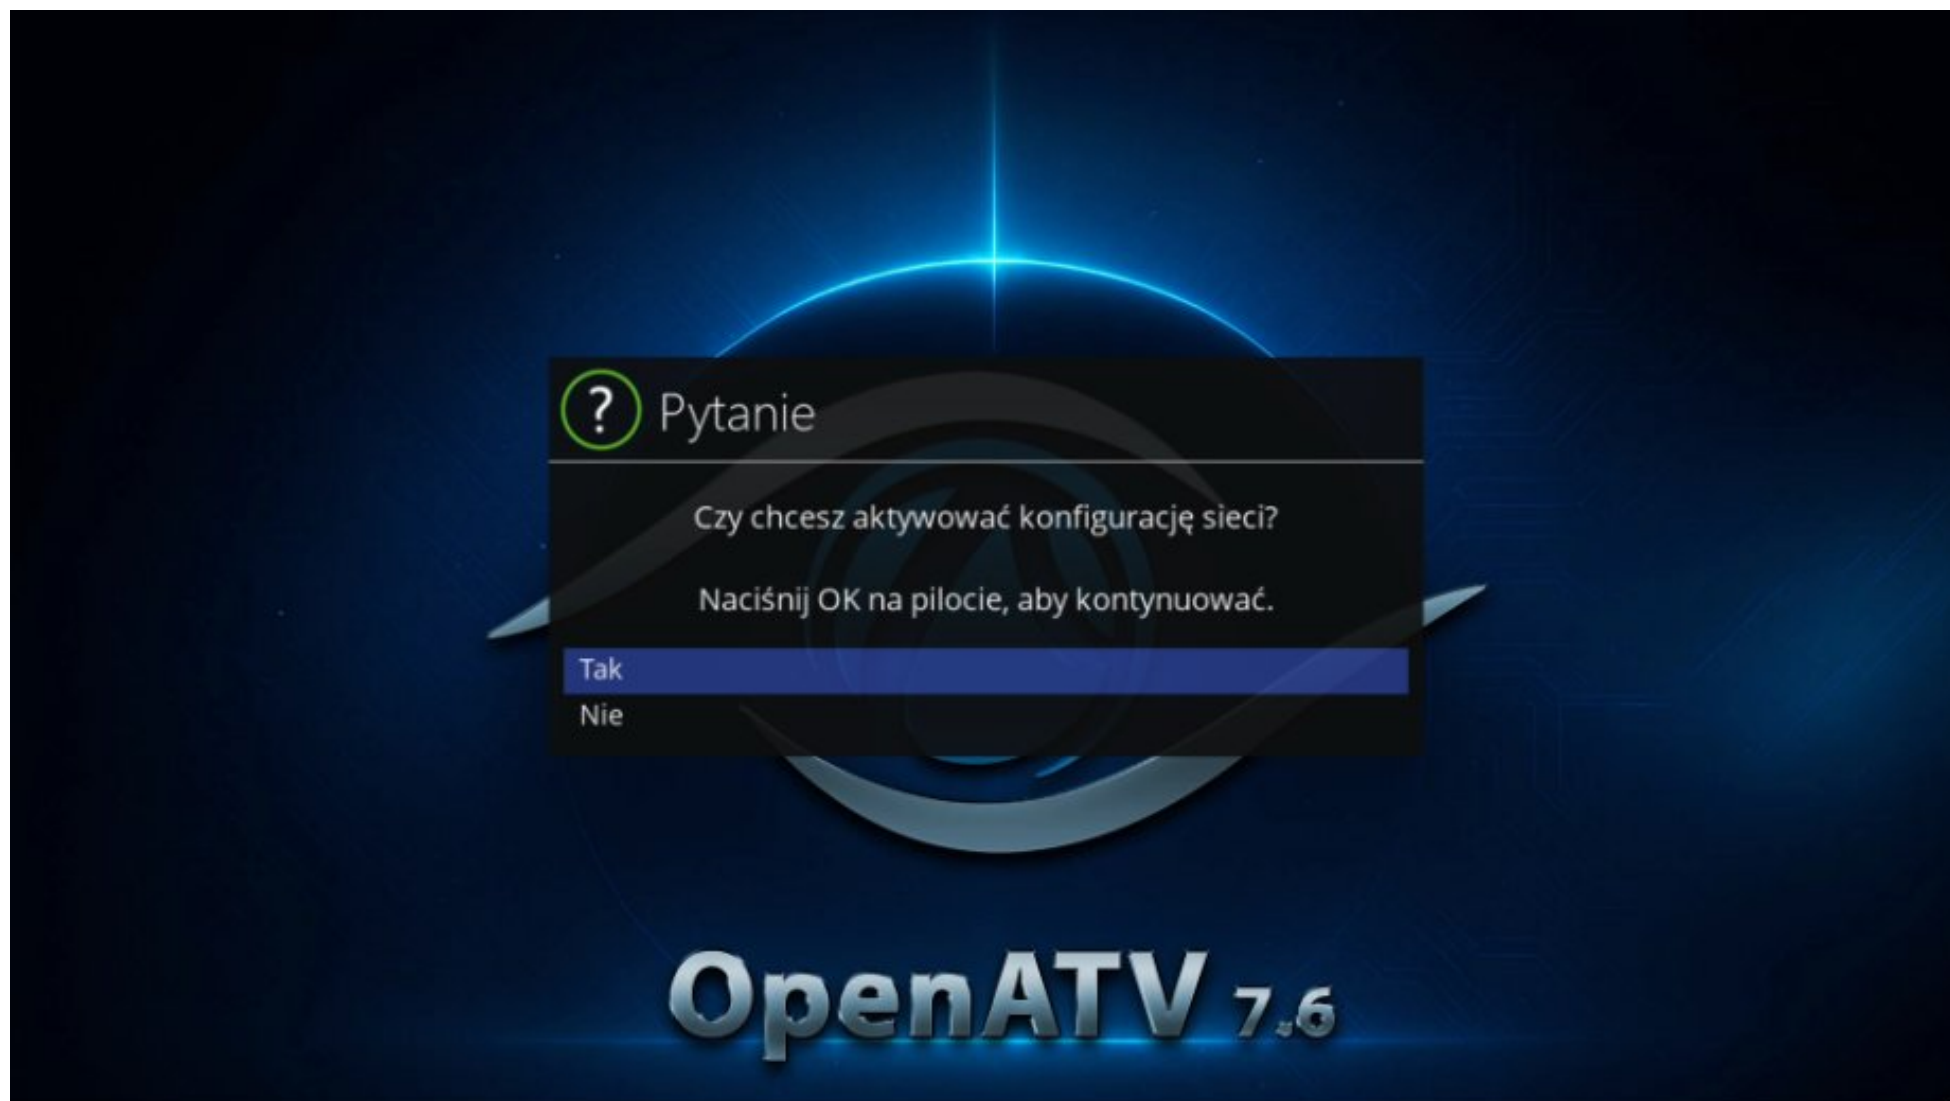 ?
Pytanie
Czy chcesz aktywować konfigurację sieci?
Naciśnij OK na pilocie, aby kontynuować.
Tak
Nie
OpenATV 7.6